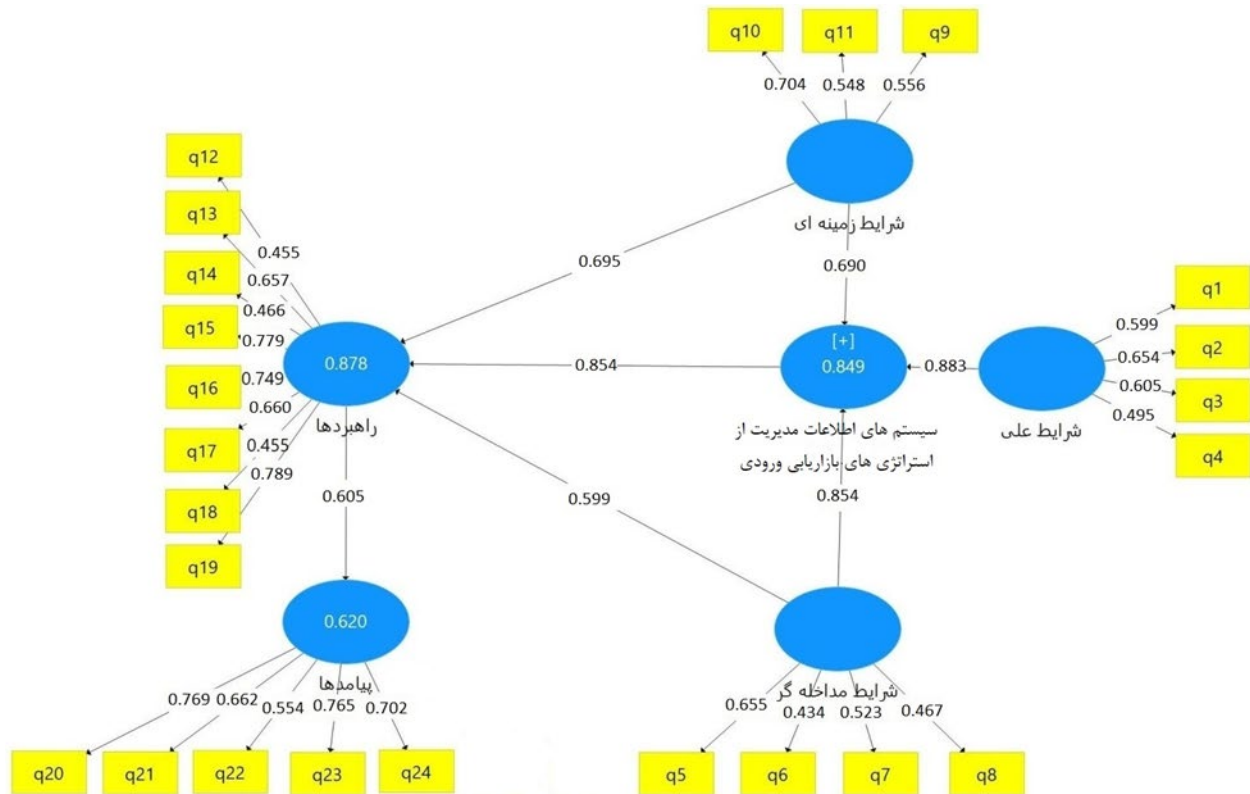 q10
q11
q9
0.704
0.548
0.556
شرایط زمینه ای
q12
q13
q14
q15
q16
q17
q18
q19
0.455
0.657
0.466
0.779
0.749
0.660
0.455
0.789
0.695
0.690
0.878
راهبردها
0.854
[+]
0.849
سیستم های اطلاعات مدیریت از
استراتژی های بازاریابی ورودی
0.883
شرایط علی
q1
q2
q3
q4
0.599
0.654
0.605
0.495
0.605
0.599
0.854
0.620
پیامدها
0.769
0.662
0.554
0.765
0.702
q20
q21
q22
q23
q24
شرایط مداخله گر
0.655
0.434
0.523
0.467
q5
q6
q7
q8